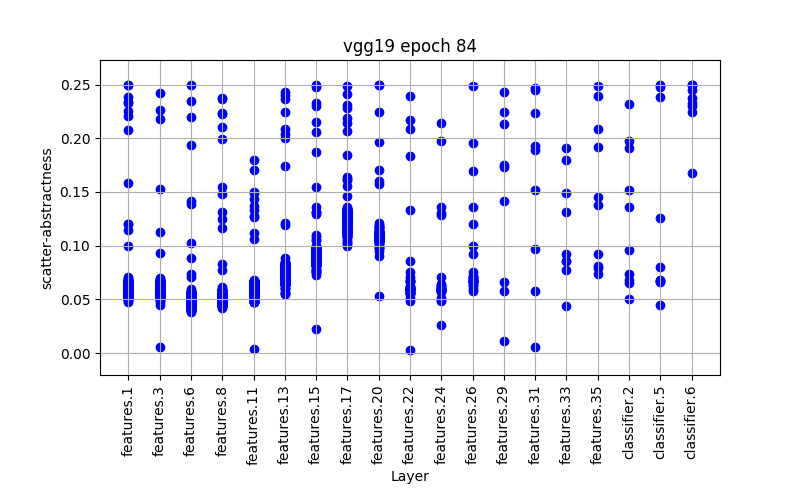 vgg19 epoch 84
scatter-abstractness
0.25
0.20
0.15
0.10
0.05
0.00
features.1
features.3
features.6
features.8
features.11
features.13
features.15
features.17
features.20
features.22
features.24
features.26
features.29
features.31
features.33
features.35
classifier.2
classifier.5
classifier.6
Layer